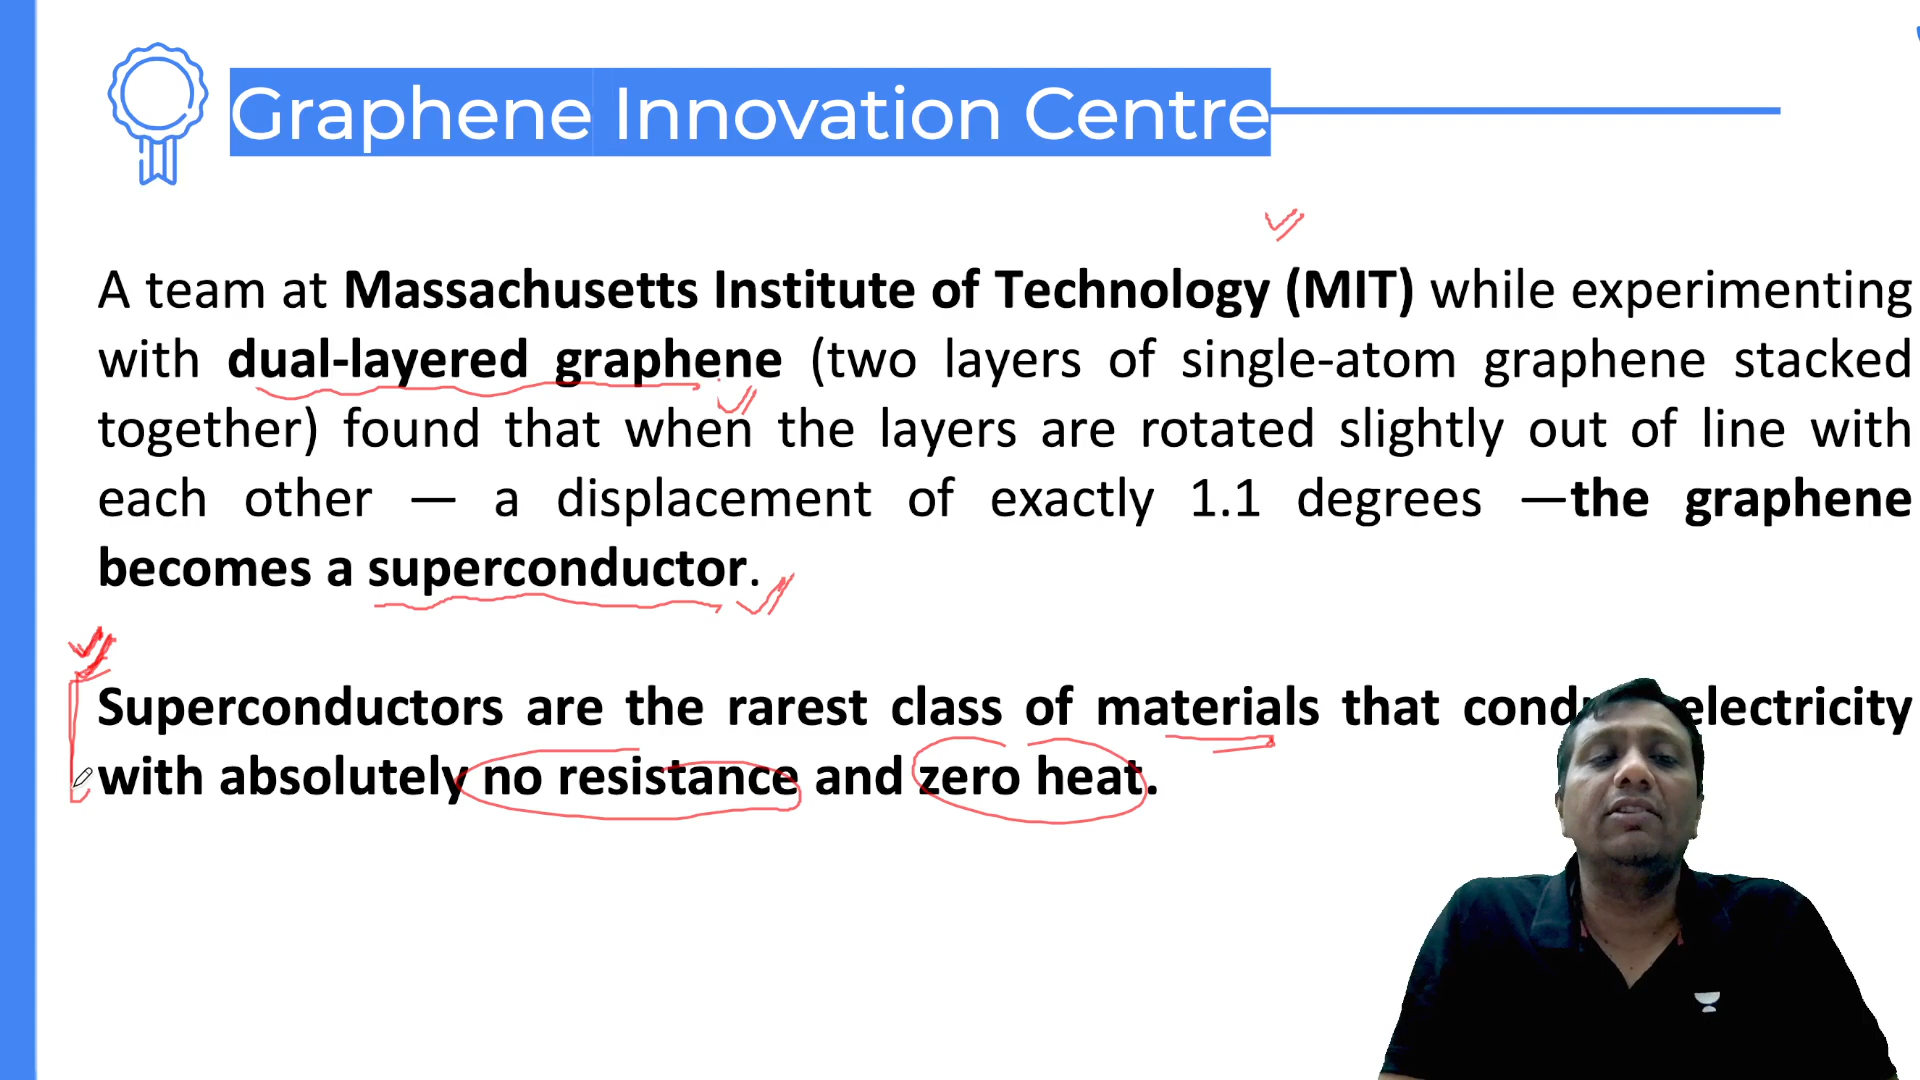 Graphene Innovation Centre
A team at Massachusetts Institute of Technology (MIT) while experimenting
with dual-layered graphene (two layers of single-atom graphene stacked
together) found that when the layers are rotated slightly out of line with
each other — a displacement of exactly 1.1 degrees —the graphene
becomes a superconductor.
Superconductors are the rarest class of materials that electricity
with absolutely no resistance and zero heat.